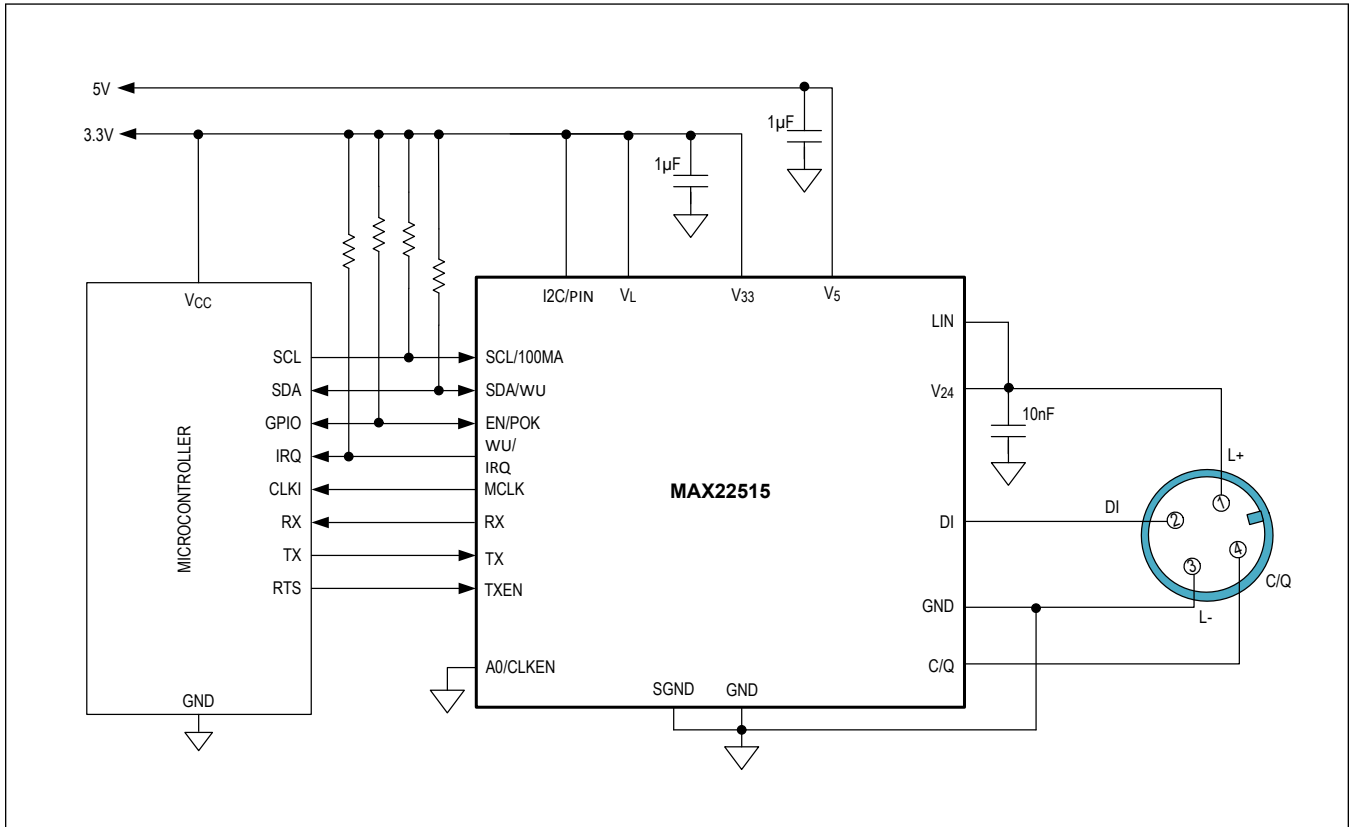 5V
3.3V
1µF
1µF
VCC
I2C/PIN
VL
V33
V5
MICROCONTROLLER
SCL
SDA
GPIO
IRQ
CLKI
RX
TX
RTS
GND
SCL/100MA
SDA/WU
EN/POK
WU/
IRQ
MCLK
RX
TX
TXEN
A0/CLKEN
MAX22515
SGND
GND
LIN
V24
DI
GND
C/Q
10nF
L+
DI
1
2
3
4
C/Q
L-